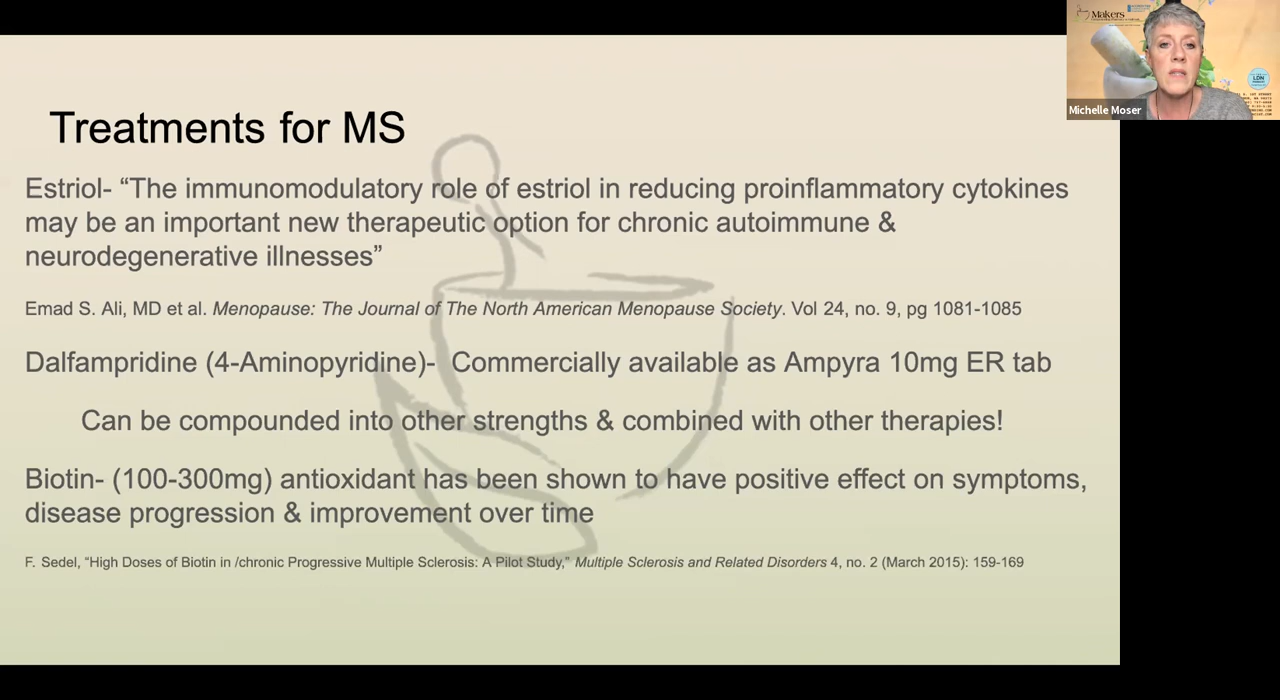 Treatments for MS
Estriol- “The immunomodulatory role of estriol in reducing proinflammatory cytokines
may be an important new therapeutic option for chronic autoimmune &
neurodegenerative illnesses”
Emad S. Ali, MD et al. Menopause: The Journal of The North American Menopause Society. Vol 24, no. 9, pg 1081-1085
Dalfampridine (4-Aminopyridine)- Commercially available as Ampyra 10mg ER tab
Can be compounded into other strengths & combined with other therapies!
Biotin- (100-300mg) antioxidant has been shown to have positive effect on symptoms,
disease progression & improvement over time
F. Sedel, “High Doses of Biotin in /chronic Progressive Multiple Sclerosis: A Pilot Study,” Multiple Sclerosis and Related Disorders 4, no. 2 (March 2015): 159-169
Makers
LDN
Michelle Moser